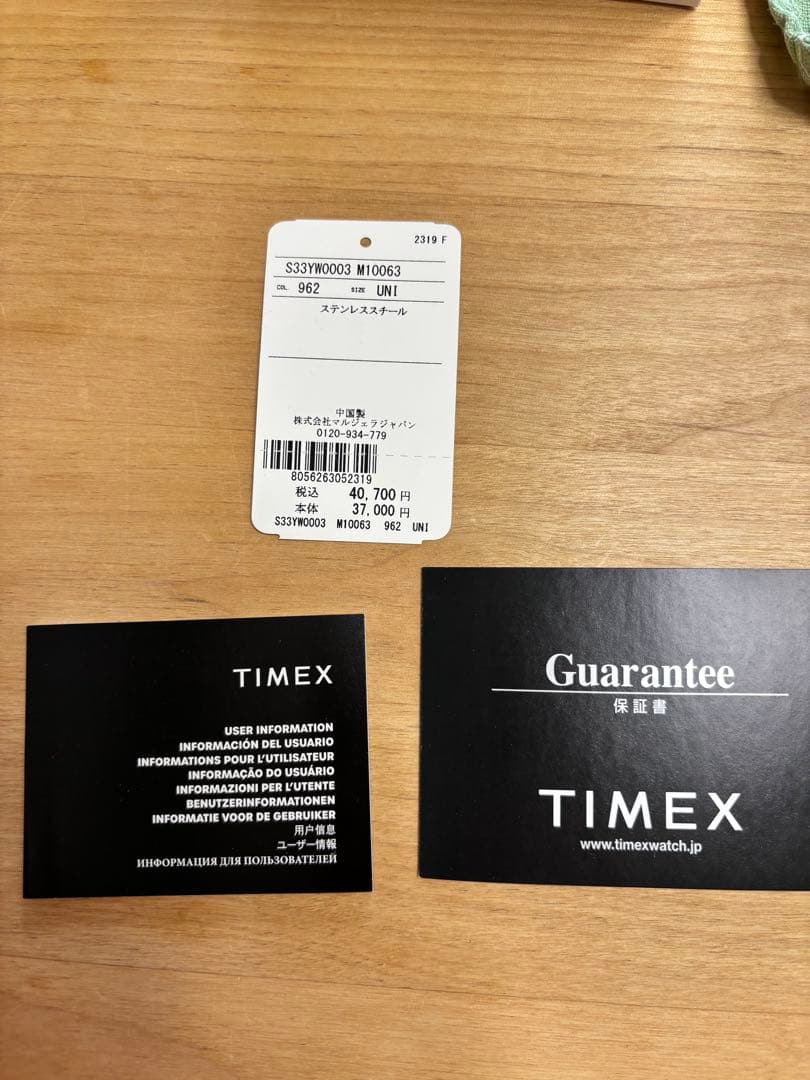 2319 F
S33YW0003 M10063
COL. 962 SIZE UNI
ステンレススチール
中国製
株式会社マルジェラジャパン
0120-934-779
8056263052319
税込 40,700 円
本体 37,000 円
S33YW0003 M10063 962 UNI
TIMEX
USER INFORMATION
INFORMACIÓN DEL USUARIO
INFORMATIONS POUR L'UTILISATEUR
INFORMAÇÃO DO USUÁRIO
INFORMAZIONI PER L'UTENTE
BENUTZERINFORMATIONEN
INFORMATIE VOOR DE GEBRUIKER
用户信息
ユーザー情報
ИНФОРМАЦИЯ ДЛЯ ПОЛЬЗОВАТЕЛЕЙ
Guarantee
保証書
TIMEX
www.timexwatch.jp